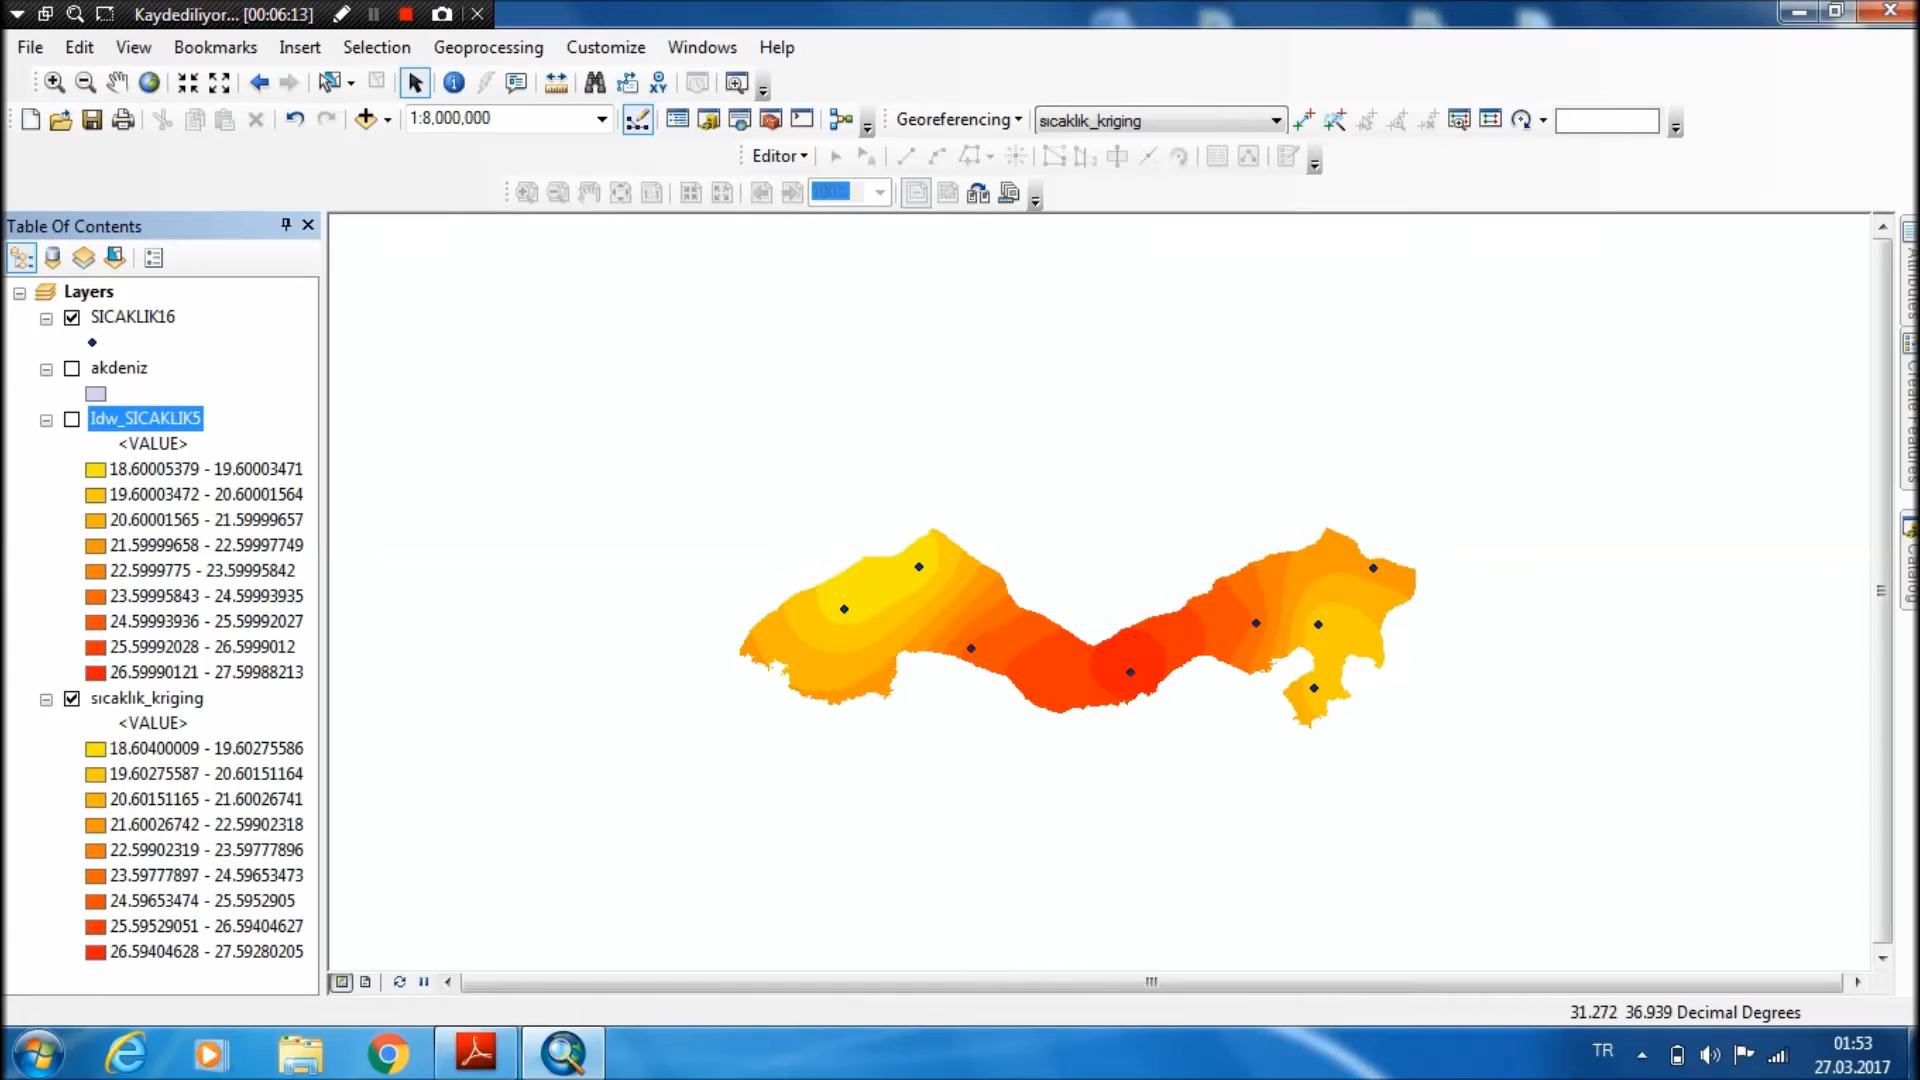 Kaydediliyor... [00:06:13]
File Edit View Bookmarks Insert Selection Geoprocessing Customize Windows Help
1:8,000,000 Georeferencing sıcaklık_kriging
Editor
100%
Table Of Contents
Layers
SICAKLIK16
akdeniz
Idw_SICAKLIK5
<VALUE>
18.60005379 - 19.60003471
19.60003472 - 20.60001564
20.60001565 - 21.59999657
21.59999658 - 22.59997749
22.5999775 - 23.59995842
23.59995843 - 24.59993935
24.59993936 - 25.59992027
25.59992028 - 26.5999012
26.59990121 - 27.59988213
sıcaklık_kriging
<VALUE>
18.60400009 - 19.60275586
19.60275587 - 20.60151164
20.60151165 - 21.60026741
21.60026742 - 22.59902318
22.59902319 - 23.59777896
23.59777897 - 24.59653473
24.59653474 - 25.5952905
25.59529051 - 26.59404627
26.59404628 - 27.59280205
Attributes
Create Features
Catalog
31.272 36.939 Decimal Degrees
TR
01:53
27.03.2017